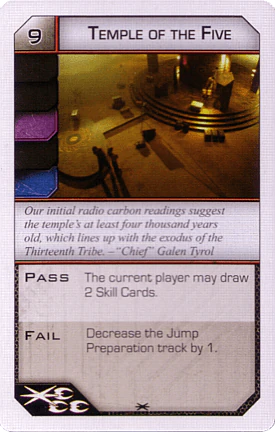 9
TEMPLE OF THE FIVE
Our initial radio carbon readings suggest
the temple's at least four thousand years
old, which lines up with the exodus of the
Thirteenth Tribe. –"Chief" Galen Tyrol
PASS
The current player may draw
2 Skill Cards.
FAIL
Decrease the Jump
Preparation track by 1.